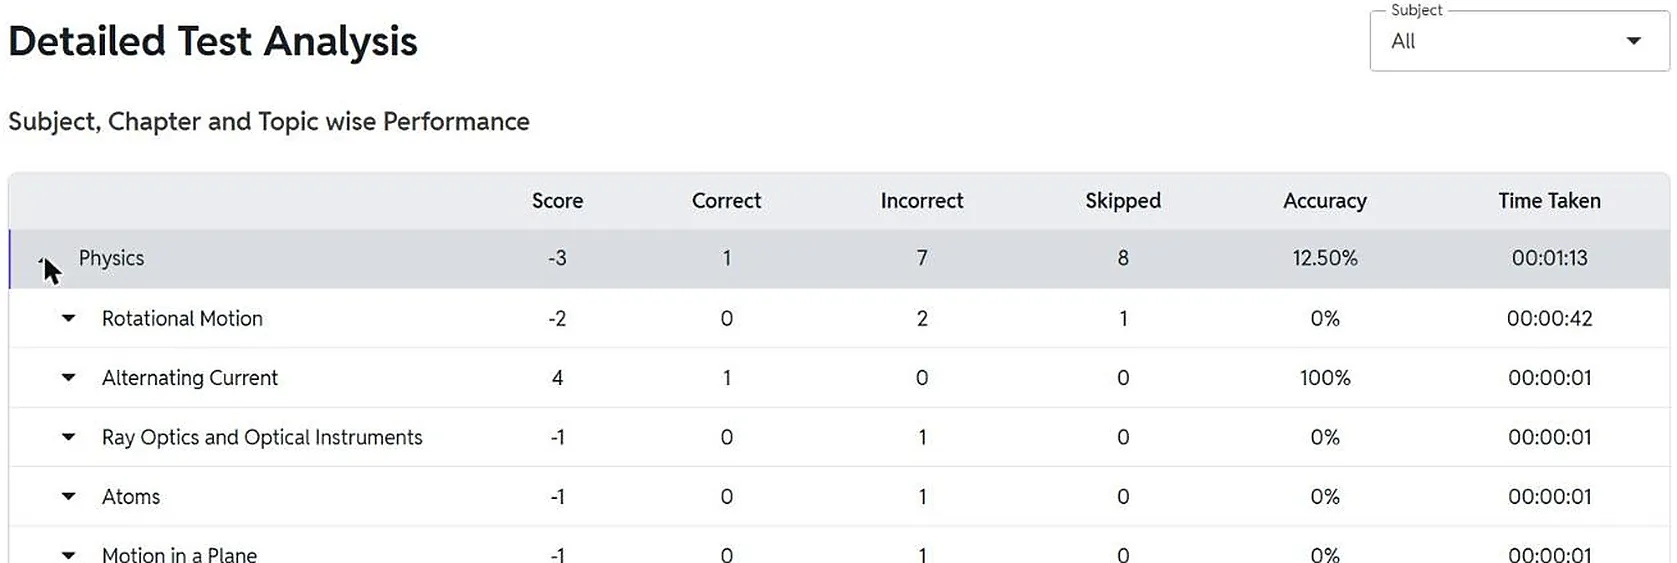 Subject
Detailed Test Analysis
All
Subject, Chapter and Topic wise Performance
Score Correct Incorrect Skipped Accuracy Time Taken
Physics -3 1 7 8 12.50% 00:01:13
Rotational Motion -2 0 2 1 0% 00:00:42
Alternating Current 4 1 0 0 100% 00:00:01
Ray Optics and Optical Instruments -1 0 1 0 0% 00:00:01
Atoms -1 0 1 0 0% 00:00:01
Motion in a Plane -1 0 1 0 0% 00:00:01